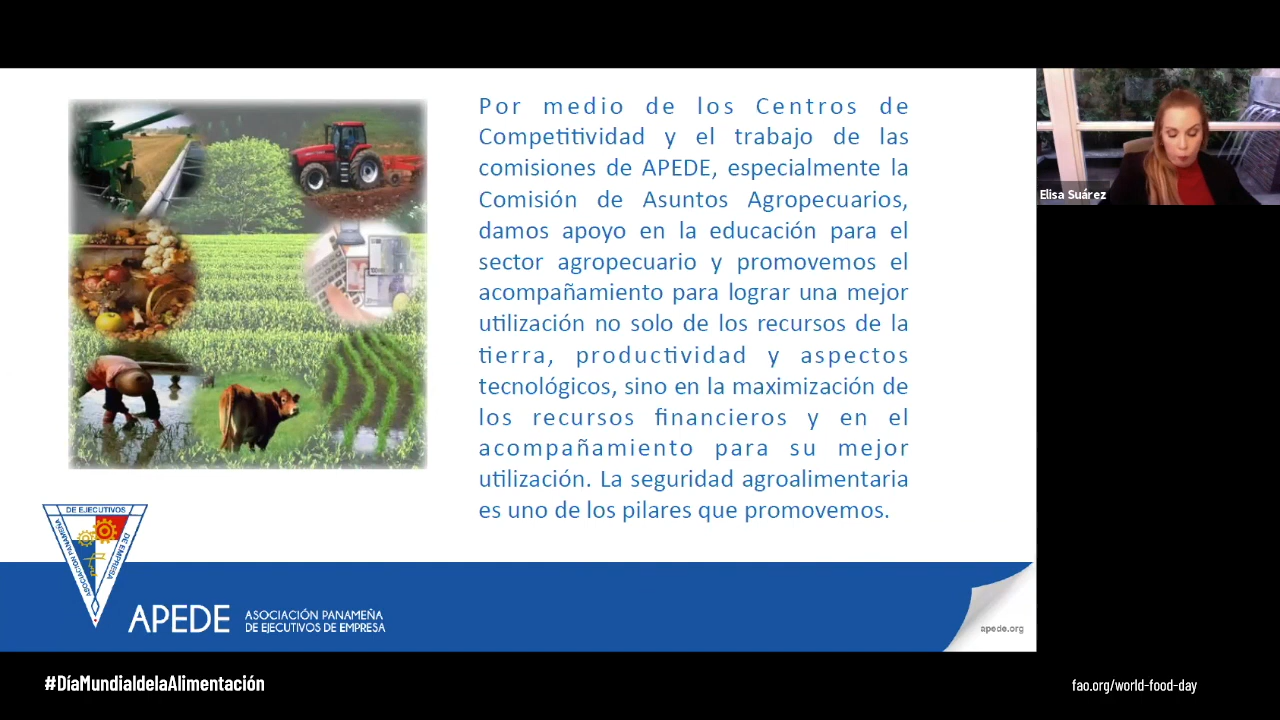 Por medio de los Centros de
Competitividad y el trabajo de las
comisiones de APEDE, especialmente la
Comisión de Asuntos Agropecuarios,
damos apoyo en la educación para el
sector agropecuario y promovemos el
acompañamiento para lograr una mejor
utilización no solo de los recursos de la
tierra, productividad y aspectos
tecnológicos, sino en la maximización de
los recursos financieros y en el
acompañamiento para su mejor
utilización. La seguridad agroalimentaria
es uno de los pilares que promovemos.
Elisa Suárez
DE EJECUTIVOS
ASOCIACION PANAMEÑA
DE EMPRESA
APEDE
ASOCIACIÓN PANAMEÑA
DE EJECUTIVOS DE EMPRESA
apede.org
#DíaMundialdelaAlimentación
fao.org/world-food-day